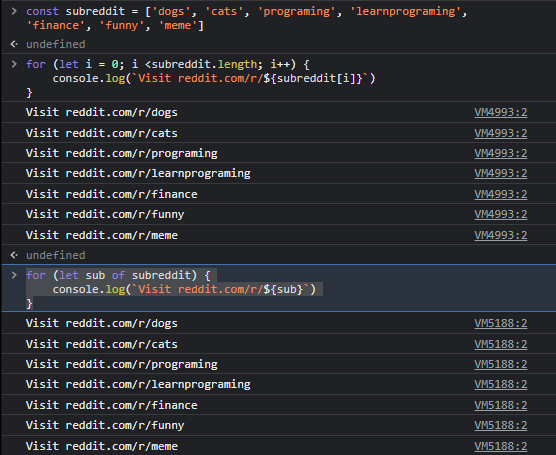 > const subreddit = ['dogs', 'cats', 'programing', 'learnprograming',
'finance', 'funny', 'meme']
<· undefined
> for (let i = 0; i <subreddit.length; i++) {
console.log(`Visit reddit.com/r/${subreddit[i]}`)
}
Visit reddit.com/r/dogs VM4993:2
Visit reddit.com/r/cats VM4993:2
Visit reddit.com/r/programing VM4993:2
Visit reddit.com/r/learnprograming VM4993:2
Visit reddit.com/r/finance VM4993:2
Visit reddit.com/r/funny VM4993:2
Visit reddit.com/r/meme VM4993:2
<· undefined
> for (let sub of subreddit) {
console.log(`Visit reddit.com/r/${sub}`)
}
Visit reddit.com/r/dogs VM5188:2
Visit reddit.com/r/cats VM5188:2
Visit reddit.com/r/programing VM5188:2
Visit reddit.com/r/learnprograming VM5188:2
Visit reddit.com/r/finance VM5188:2
Visit reddit.com/r/funny VM5188:2
Visit reddit.com/r/meme VM5188:2